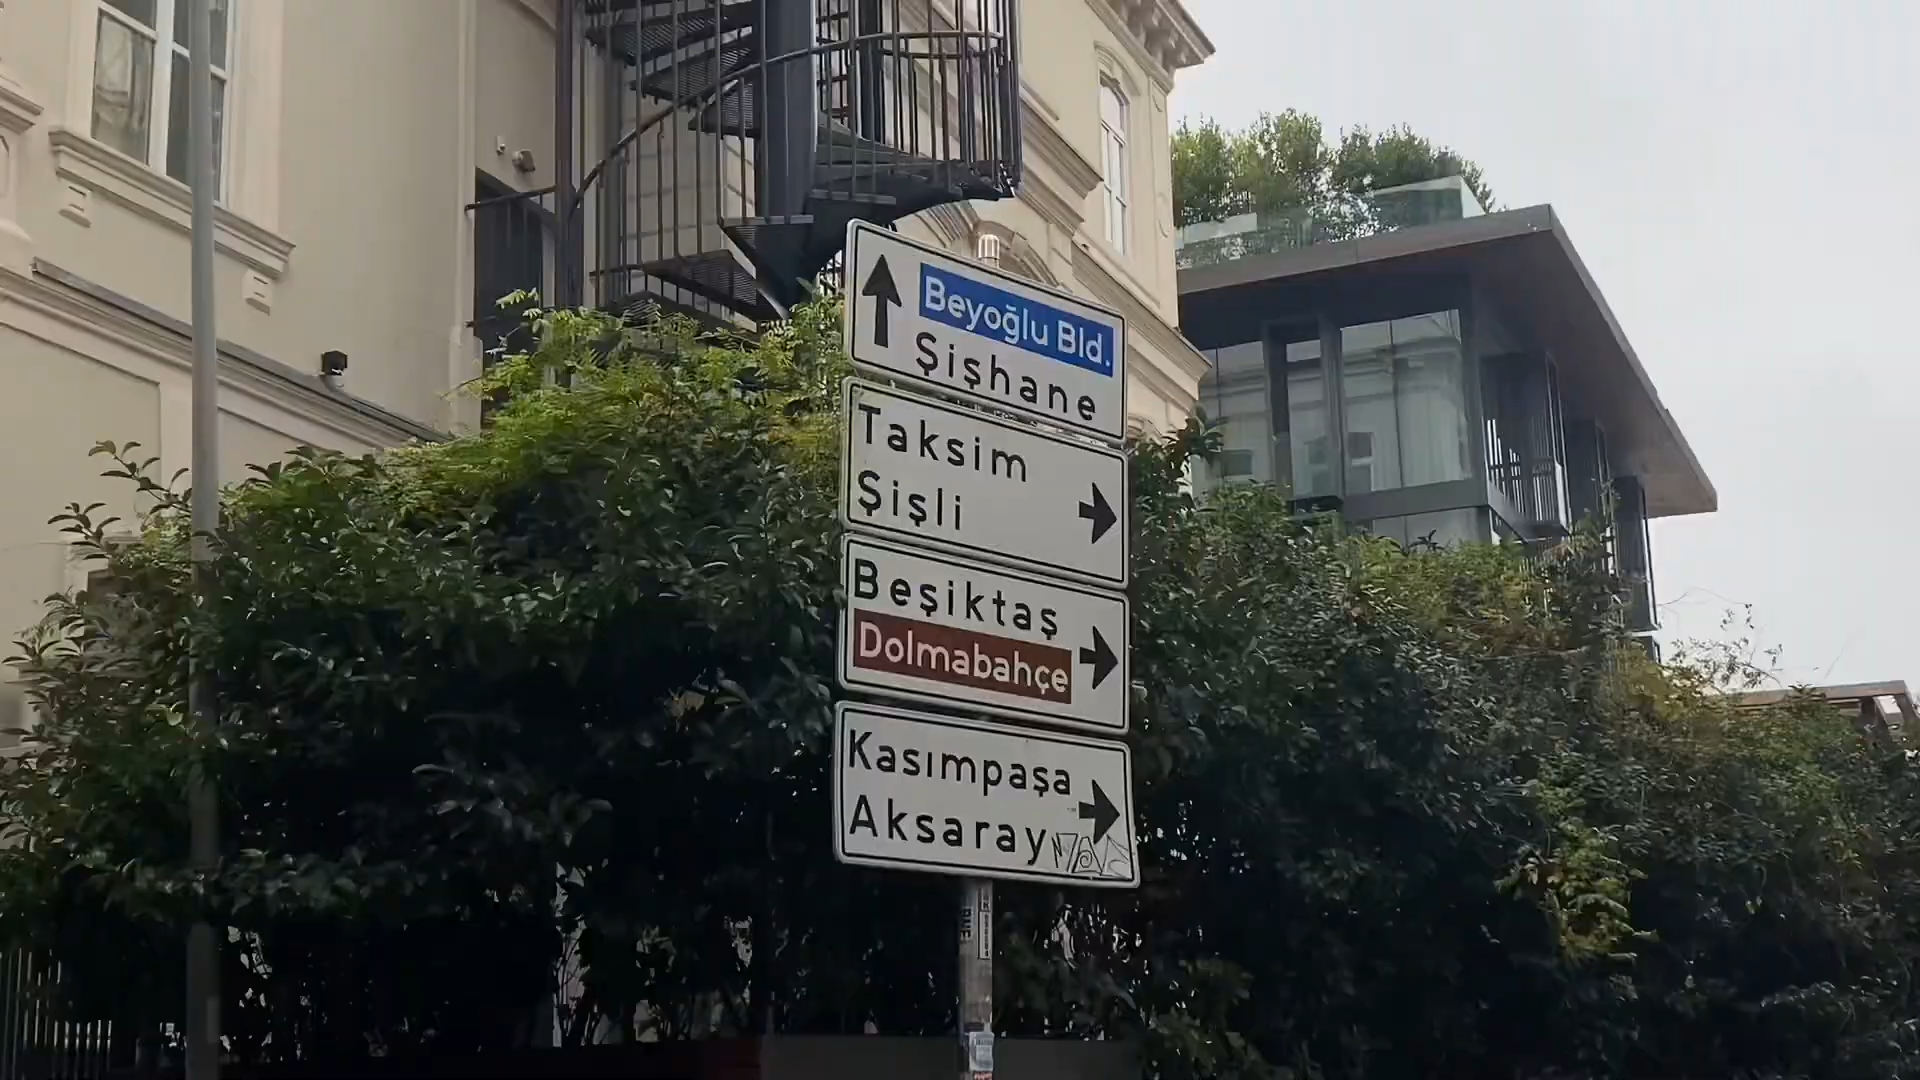 Beyoğlu Bld.
Şişhane
Taksim
Şişli
Beşiktaş
Dolmabahçe
Kasımpaşa
Aksaray